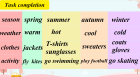 Task completion
season spring summer autumn winter
weather warm hot cool cold
clothes jackets T-shirts sunglasses sweaters coats gloves
activity fly kites go swimming play football go skating